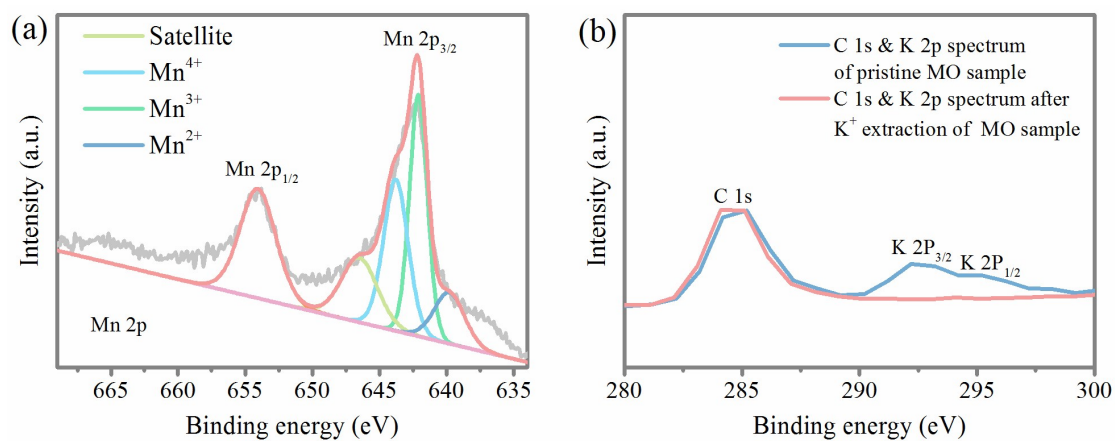 (a)
Satellite
Mn⁴⁺
Mn³⁺
Mn²⁺
Mn 2p₃/₂
Mn 2p₁/₂
Mn 2p
Intensity (a.u.)
665 660 655 650 645 640 635
Binding energy (eV)
(b)
C 1s & K 2p spectrum
of pristine MO sample
C 1s & K 2p spectrum after
K⁺ extraction of MO sample
C 1s
K 2P₃/₂
K 2P₁/₂
Intensity (a.u.)
280 285 290 295 300
Binding energy (eV)